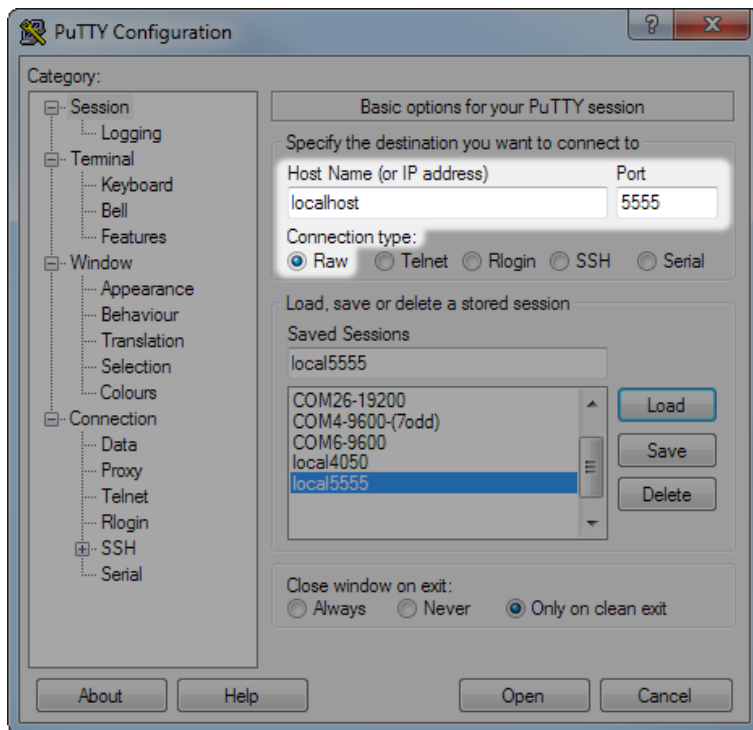 PuTTY Configuration
?
X
Category:
Session
Logging
Terminal
Keyboard
Bell
Features
Window
Appearance
Behaviour
Translation
Selection
Colours
Connection
Data
Proxy
Telnet
Rlogin
SSH
Serial
Basic options for your PuTTY session
Specify the destination you want to connect to
Host Name (or IP address) Port
localhost 5555
Connection type:
Raw Telnet Rlogin SSH Serial
Load, save or delete a stored session
Saved Sessions
local5555
COM26-19200
COM4-9600-(7odd)
COM6-9600
local4050
local5555
Load
Save
Delete
Close window on exit:
Always Never Only on clean exit
About Help Open Cancel